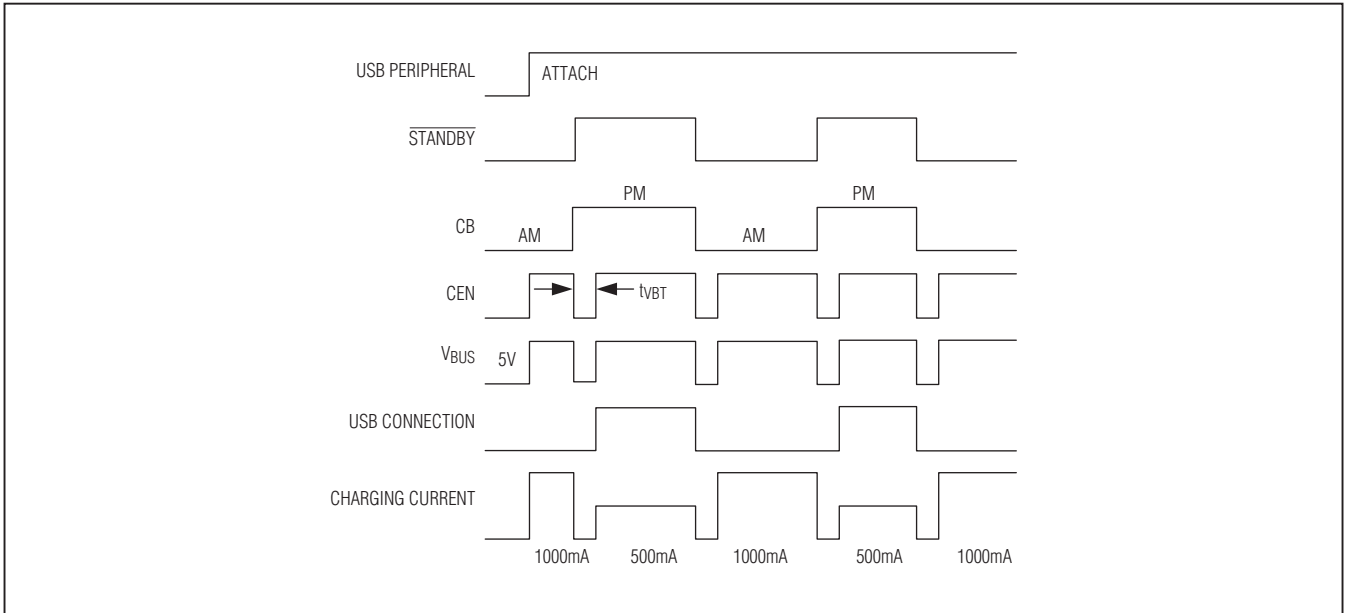 USB PERIPHERAL
ATTACH
STANDBY
PM
PM
CB
AM
AM
CEN
tVBT
VBUS
5V
USB CONNECTION
CHARGING CURRENT
1000mA
500mA
1000mA
500mA
1000mA